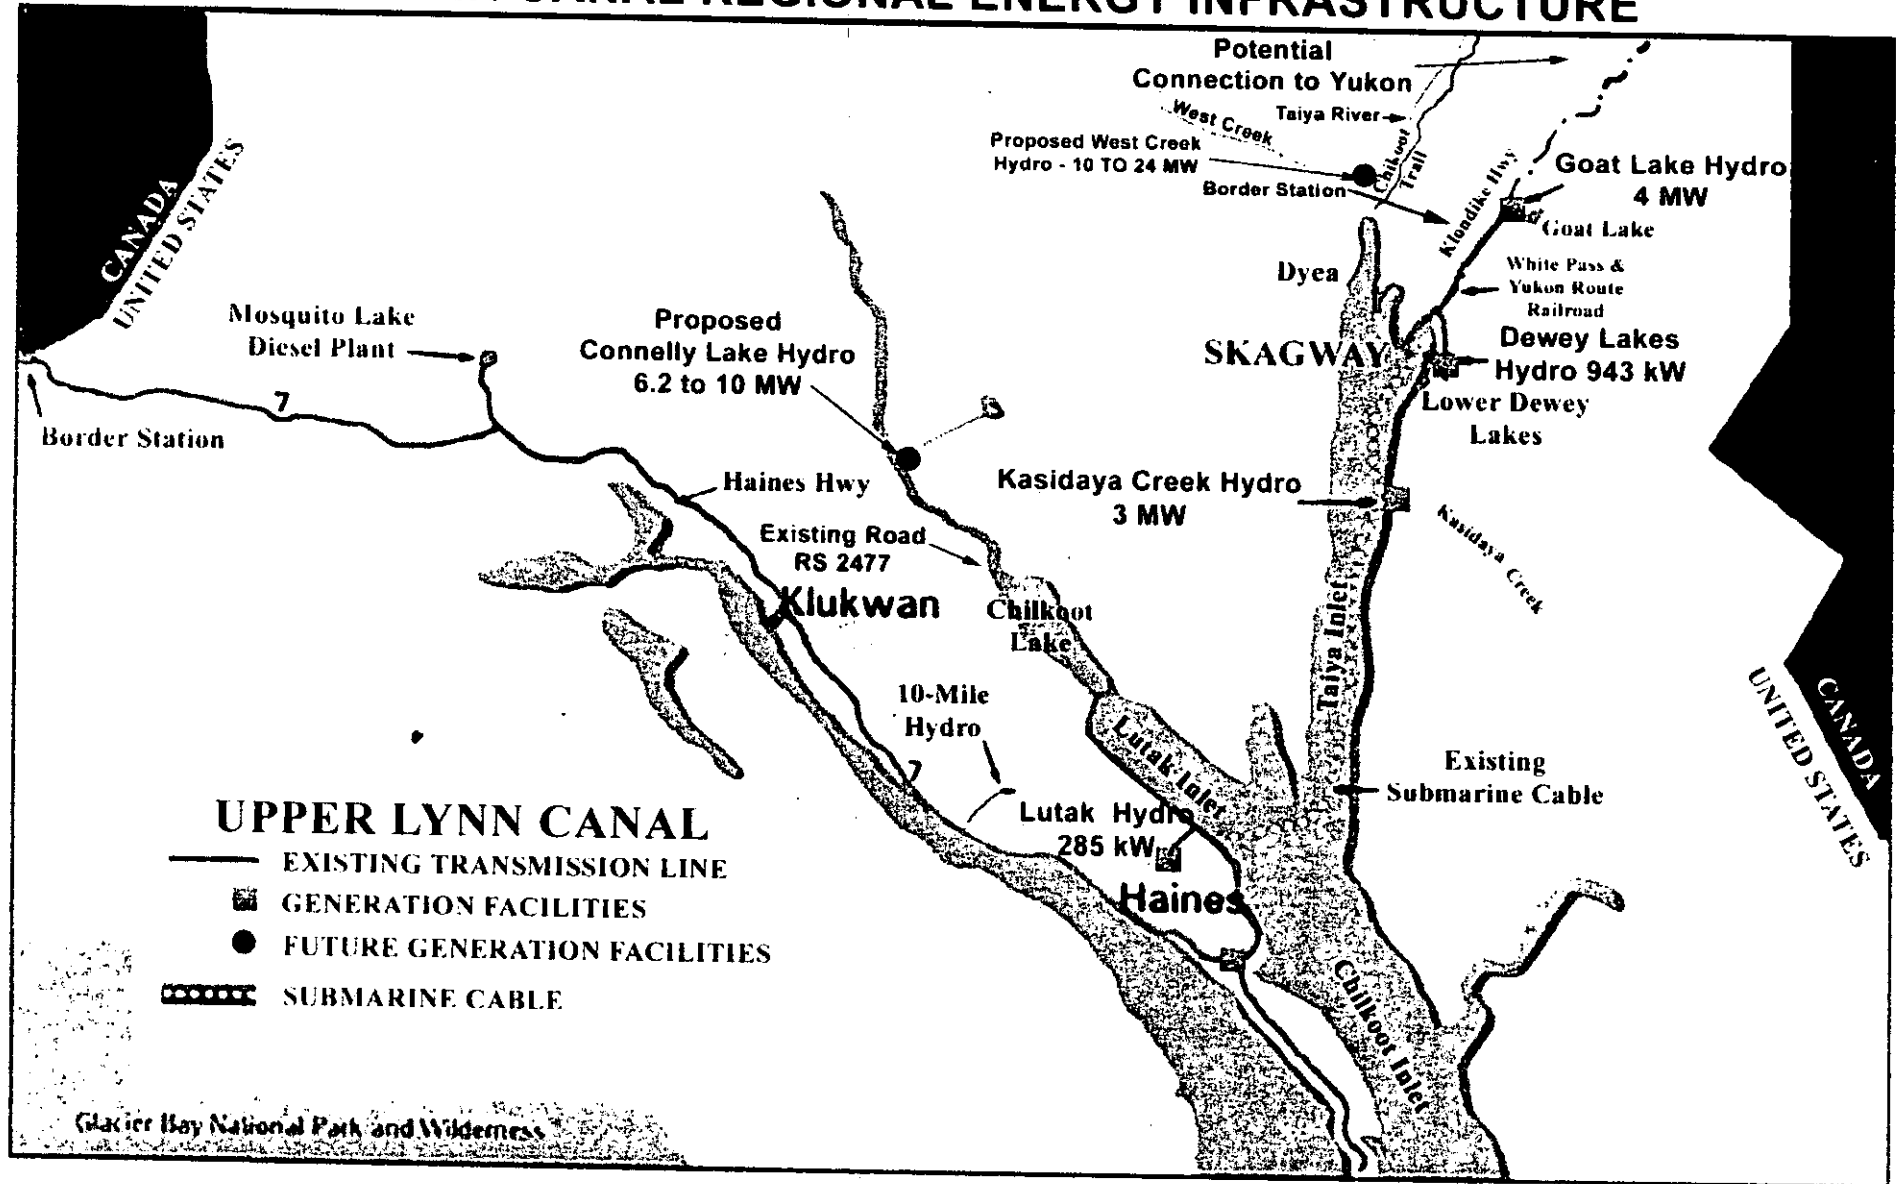 CANAL REGIONAL ENERGY INFRASTRUCTURE
Potential
Connection to Yukon
West Creek
Taiya River
Proposed West Creek
Hydro - 10 TO 24 MW
Chilkoot
Trail
Border Station
Klondike Hwy
Goat Lake Hydro
4 MW
Goat Lake
CANADA
UNITED STATES
Dyea
White Pass &
Yukon Route
Railroad
Mosquito Lake
Diesel Plant
Proposed
Connelly Lake Hydro
6.2 to 10 MW
SKAGWAY
Dewey Lakes
Hydro 943 kW
Lower Dewey
Lakes
7
Border Station
Haines Hwy
Kasidaya Creek Hydro
3 MW
Kasidaya Creek
Existing Road
RS 2477
Klukwan
Chilkoot
Lake
Taiya Inlet
10-Mile
Hydro
Lutak Inlet
CANADA
UNITED STATES
7
Existing
Submarine Cable
Lutak Hydro
285 kW
Haines
Chilkoot Inlet
UPPER LYNN CANAL
EXISTING TRANSMISSION LINE
GENERATION FACILITIES
FUTURE GENERATION FACILITIES
SUBMARINE CABLE
Glacier Bay National Park and Wilderness